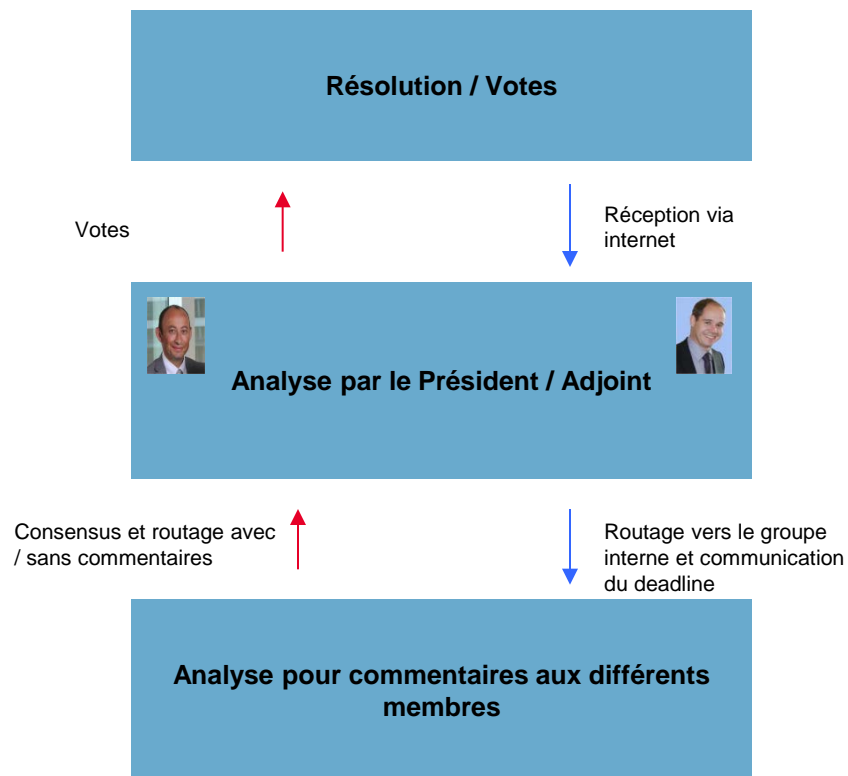 Résolution / Votes
Votes
Réception via
internet
Analyse par le Président / Adjoint
Consensus et routage avec
/ sans commentaires
Routage vers le groupe
interne et communication
du deadline
Analyse pour commentaires aux différents
membres